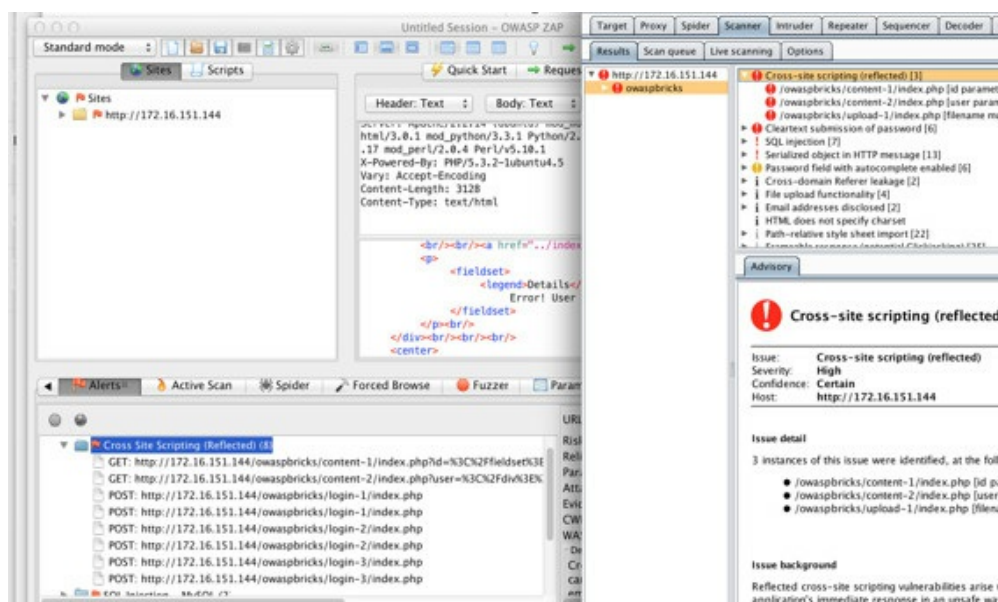 Untitled Session - OWASP ZAP
Standard mode
Sites
Scripts
Quick Start
Header: Text
Body: Text
Sites
http://172.16.151.144
html/3.0.1 mod_python/3.3.1 Python/2.
.17 mod_perl/2.0.4 Perl/v5.10.1
X-Powered-By: PHP/5.3.2-1ubuntu4.5
Vary: Accept-Encoding
Content-Length: 3128
Content-Type: text/html
<br/><br/><a href="../index
<p>
<fieldset>
<legend>Details</
Error! User
</fieldset>
</p><br/>
</div><br/><br/><br/>
<center>
Alerts
Active Scan
Spider
Forced Browse
Fuzzer
Param
Cross Site Scripting (Reflected) (8)
GET: http://172.16.151.144/owaspbricks/content-1/index.php?id=%3C%2Ffieldset%3E
GET: http://172.16.151.144/owaspbricks/content-2/index.php?user=%3C%2Fdiv%3E%
POST: http://172.16.151.144/owaspbricks/login-1/index.php
POST: http://172.16.151.144/owaspbricks/login-1/index.php
POST: http://172.16.151.144/owaspbricks/login-2/index.php
POST: http://172.16.151.144/owaspbricks/login-3/index.php
POST: http://172.16.151.144/owaspbricks/login-3/index.php
URL
Risk
Reli
Para
Atta
Evid
CW
WA
De
Cr
ca
Target Proxy Spider Scanner Intruder Repeater Sequencer Decoder
Results Scan queue Live scanning Options
http://172.16.151.144
owaspbricks
Cross-site scripting (reflected) [3]
/owaspbricks/content-1/index.php [id paramet
/owaspbricks/content-2/index.php [user param
/owaspbricks/upload-1/index.php [filename m
Cleartext submission of password [6]
SQL injection [7]
Serialized object in HTTP message [13]
Password field with autocomplete enabled [6]
Cross-domain Referer leakage [2]
File upload functionality [4]
Email addresses disclosed [2]
HTML does not specify charset
Path-relative style sheet import [22]
Advisory
Cross-site scripting (reflected
Issue: Cross-site scripting (reflected)
Severity: High
Confidence: Certain
Host: http://172.16.151.144
Issue detail
3 instances of this issue were identified, at the foll
/owaspbricks/content-1/index.php [id pa
/owaspbricks/content-2/index.php [user
/owaspbricks/upload-1/index.php [filena
Issue background
Reflected cross-site scripting vulnerabilities arise
application's immediate response in an unsafe wa